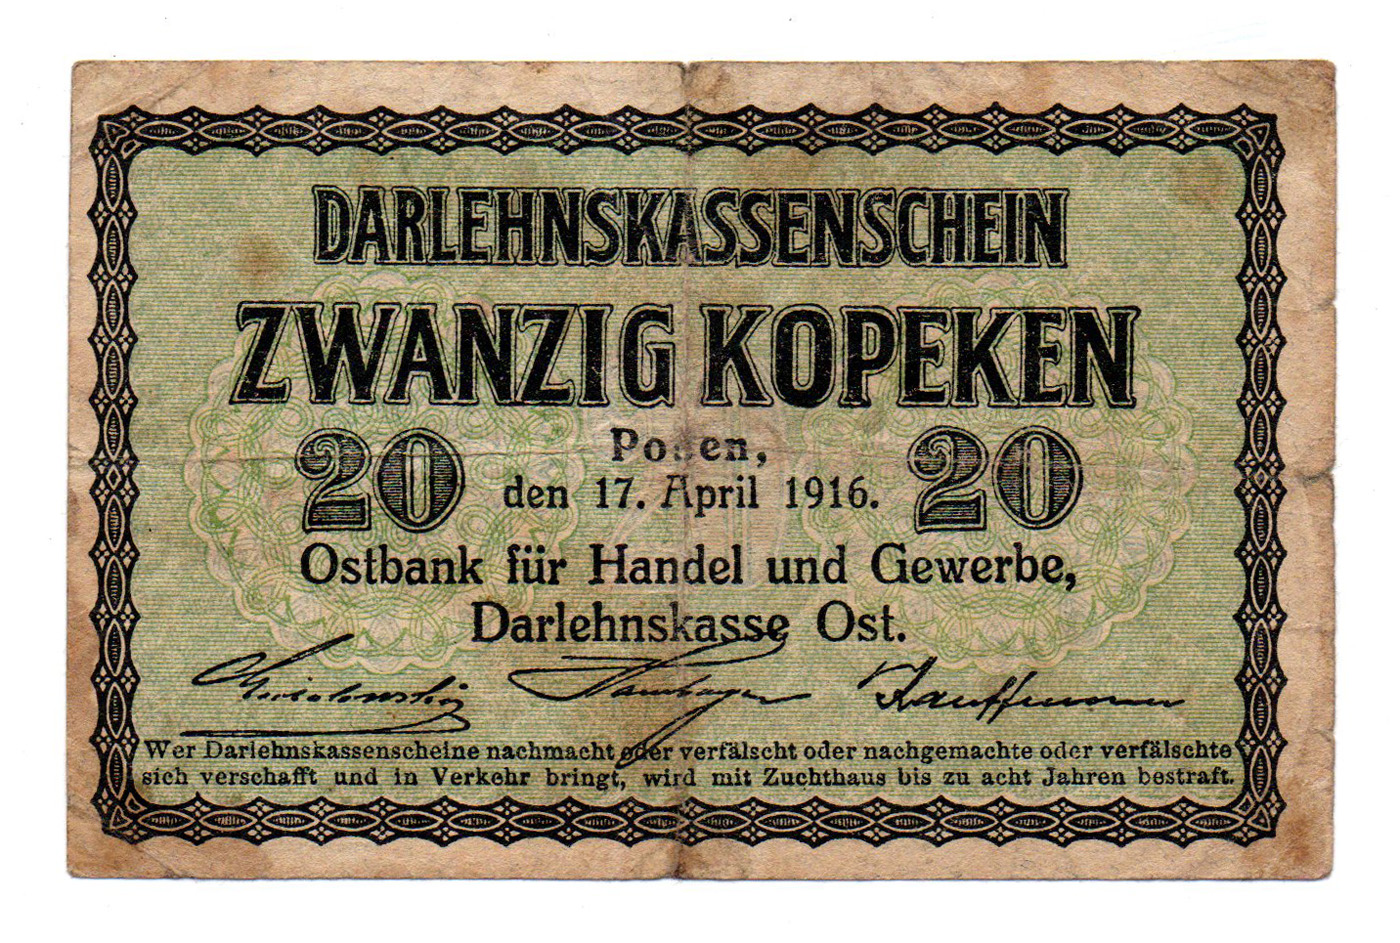 DARLEHNSKASSENSCHEIN
ZWANZIG KOPEKEN
20 Posen, 20
den 17. April 1916.
Ostbank für Handel und Gewerbe,
Darlehnskasse Ost.
Kauffmann
Wer Darlehnskassenscheine nachmacht oder verfälscht oder nachgemachte oder verfälschte
sich verschafft und in Verkehr bringt, wird mit Zuchthaus bis zu acht Jahren bestraft.